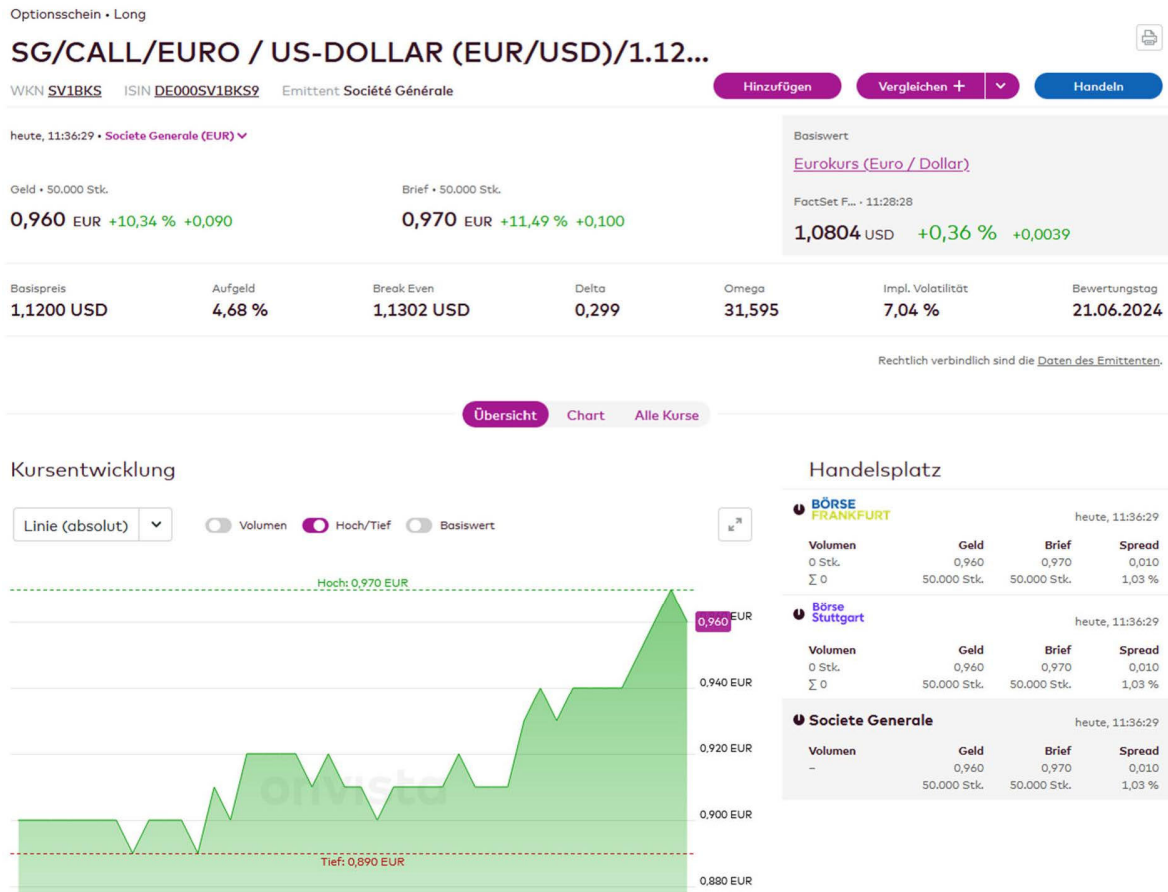 Optionsschein • Long
SG/CALL/EURO / US-DOLLAR (EUR/USD)/1.12...
WKN SV1BKS ISIN DE000SV1BKS9 Emittent Société Générale
Hinzufügen Vergleichen + Handeln
heute, 11:36:29 • Societe Generale (EUR)
Geld • 50.000 Stk. Brief • 50.000 Stk.
0,960 EUR +10,34 % +0,090 0,970 EUR +11,49 % +0,100
Basiswert
Eurokurs (Euro / Dollar)
FactSet F... · 11:28:28
1,0804 USD +0,36 % +0,0039
Basispreis Aufgeld Break Even Delta Omega Impl. Volatilität Bewertungstag
1,1200 USD 4,68 % 1,1302 USD 0,299 31,595 7,04 % 21.06.2024
Rechtlich verbindlich sind die Daten des Emittenten.
Übersicht Chart Alle Kurse
Kursentwicklung
Linie (absolut) Volumen Hoch/Tief Basiswert
Hoch: 0,970 EUR
0,960 EUR
0,940 EUR
0,920 EUR
onvista
0,900 EUR
Tief: 0,890 EUR
0,880 EUR
Handelsplatz
BÖRSE
FRANKFURT
heute, 11:36:29
Volumen Geld Brief Spread
0 Stk. 0,960 0,970 0,010
∑ 0 50.000 Stk. 50.000 Stk. 1,03 %
Börse
Stuttgart
heute, 11:36:29
Volumen Geld Brief Spread
0 Stk. 0,960 0,970 0,010
∑ 0 50.000 Stk. 50.000 Stk. 1,03 %
Societe Generale heute, 11:36:29
Volumen Geld Brief Spread
– 0,960 0,970 0,010
50.000 Stk. 50.000 Stk. 1,03 %